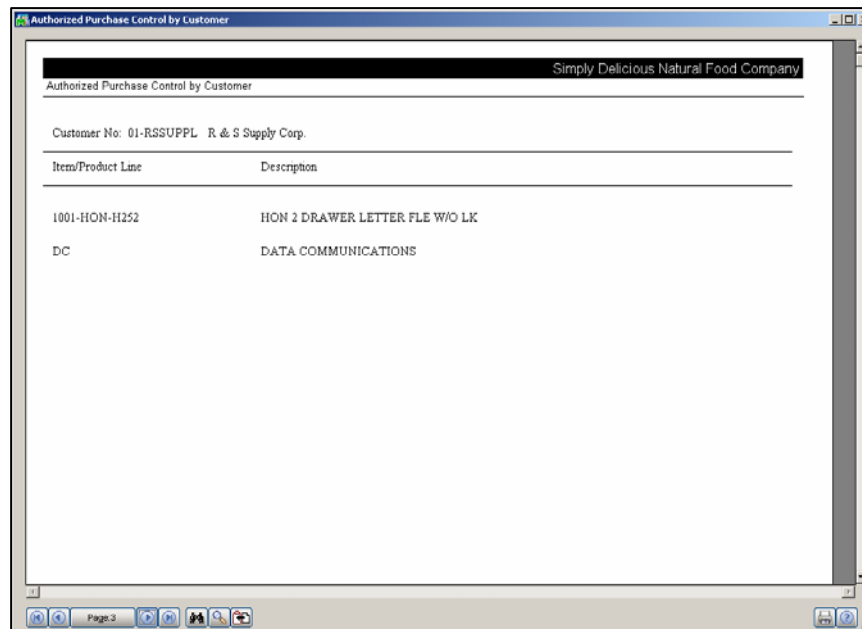 Authorized Purchase Control by Customer
Simply Delicious Natural Food Company
Authorized Purchase Control by Customer
Customer No: 01-RSSUPPL R & S Supply Corp.
Item/Product Line Description
1001-HON-H252 HON 2 DRAWER LETTER FLE W/O LK
DC DATA COMMUNICATIONS
Page:3